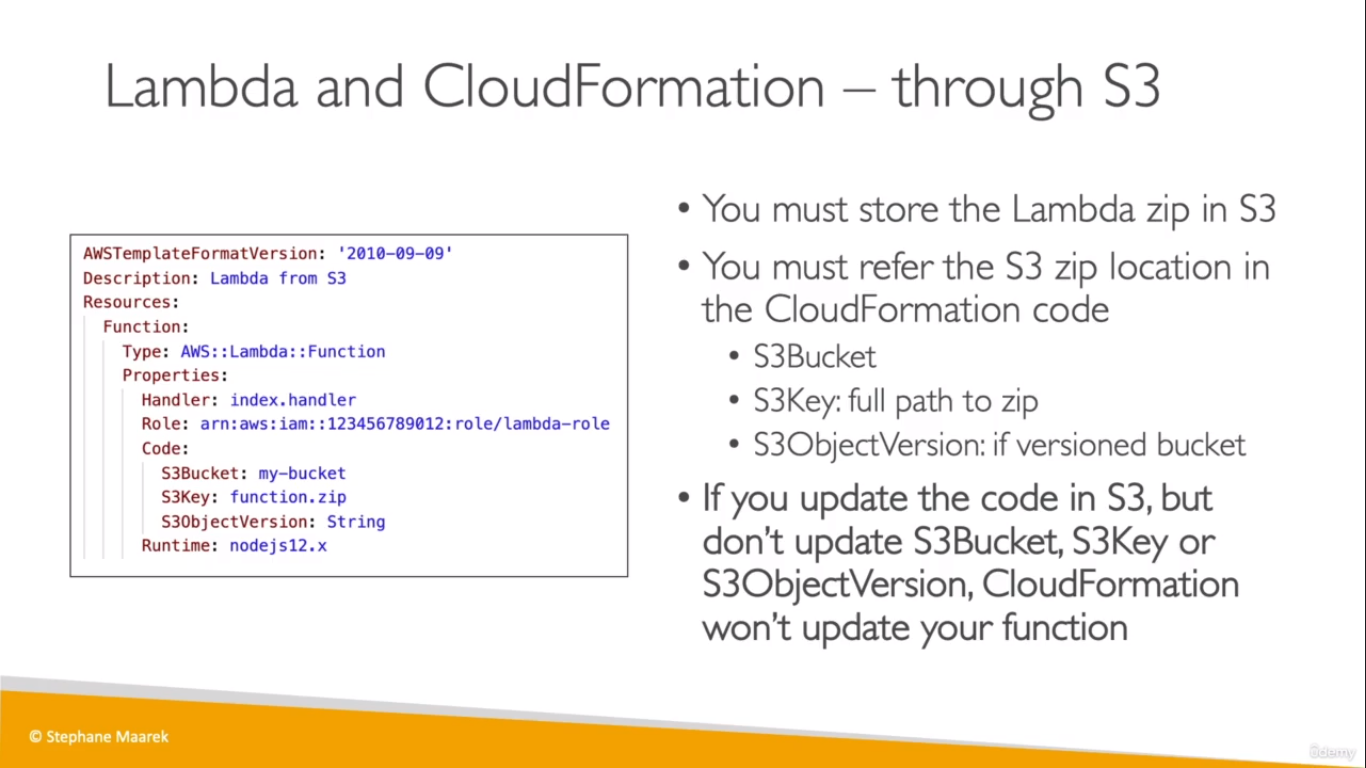 Lambda and CloudFormation – through S3
AWSTemplateFormatVersion: '2010-09-09'
Description: Lambda from S3
Resources:
Function:
Type: AWS::Lambda::Function
Properties:
Handler: index.handler
Role: arn:aws:iam::123456789012:role/lambda-role
Code:
S3Bucket: my-bucket
S3Key: function.zip
S3ObjectVersion: String
Runtime: nodejs12.x
• You must store the Lambda zip in S3
• You must refer the S3 zip location in
the CloudFormation code
• S3Bucket
• S3Key: full path to zip
• S3ObjectVersion: if versioned bucket
• If you update the code in S3, but
don't update S3Bucket, S3Key or
S3ObjectVersion, CloudFormation
won't update your function
© Stephane Maarek
ûdemy